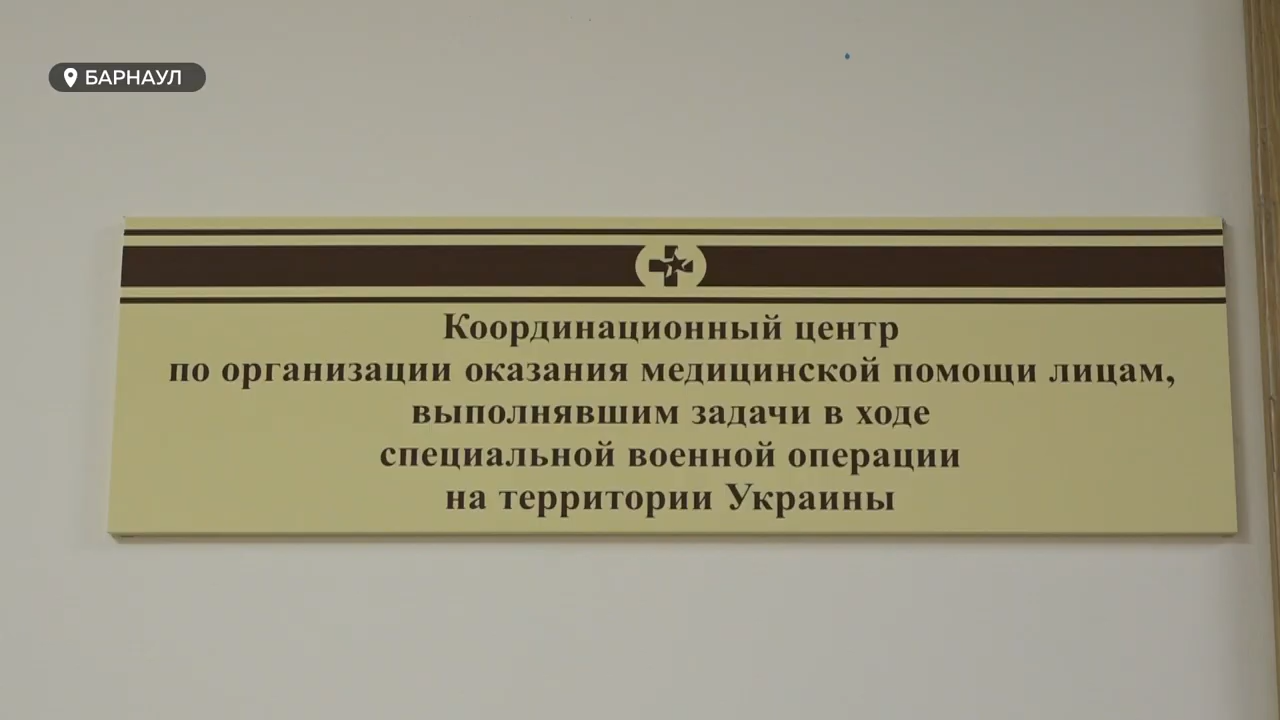 БАРНАУЛ
Координационный центр
по организации оказания медицинской помощи лицам,
выполнявшим задачи в ходе
специальной военной операции
на территории Украины